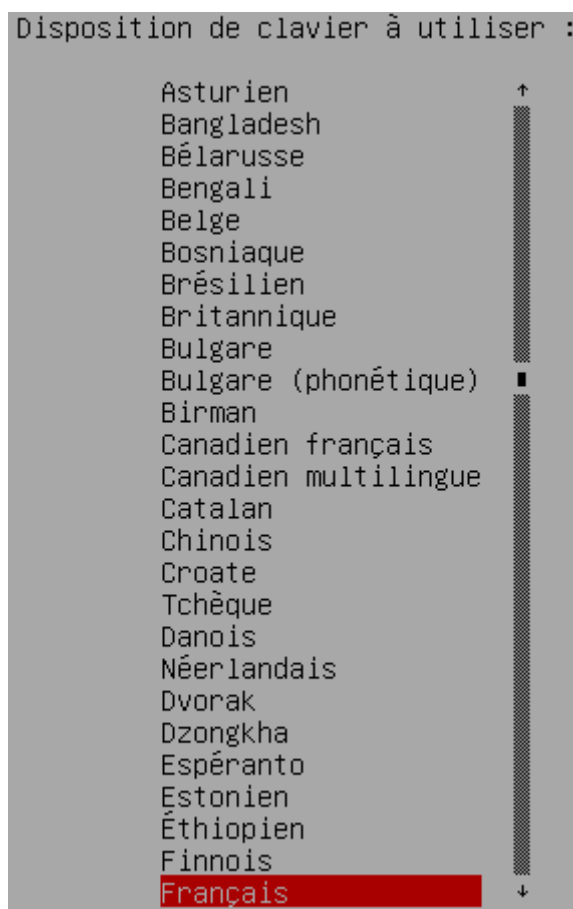 Disposition de clavier à utiliser :
Asturien
Bangladesh
Bélarusse
Bengali
Belge
Bosniaque
Brésilien
Britannique
Bulgare
Bulgare (phonétique)
Birman
Canadien français
Canadien multilingue
Catalan
Chinois
Croate
Tchèque
Danois
Néerlandais
Dvorak
Dzongkha
Espéranto
Estonien
Éthiopien
Finnois
Français